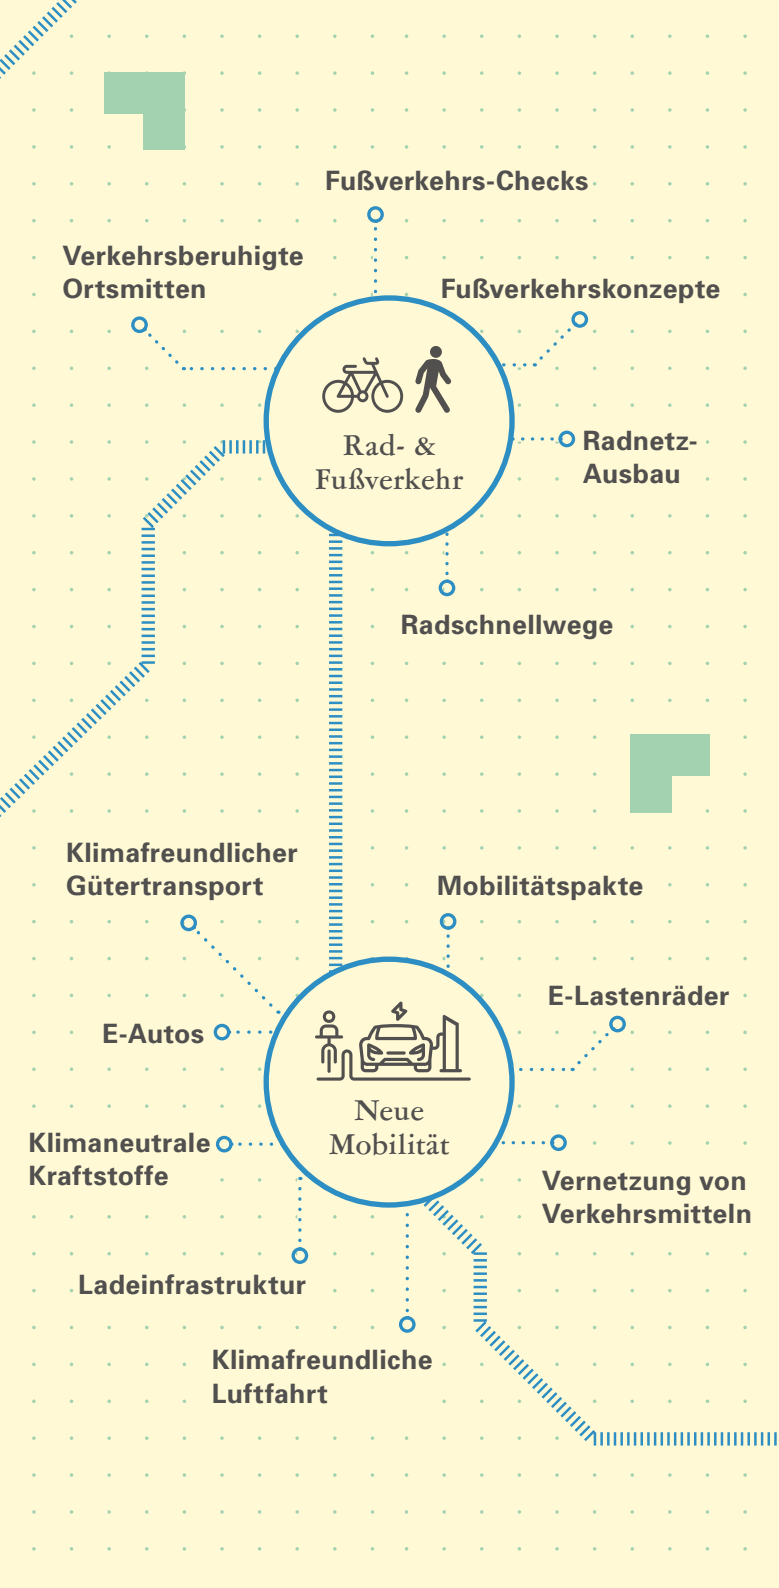 Fußverkehrs-Checks
Verkehrsberuhigte
Ortsmitten
Fußverkehrskonzepte
Rad- &
Fußverkehr
Radnetz-
Ausbau
Radschnellwege
Klimafreundlicher
Gütertransport
Mobilitätspakte
E-Lastenräder
E-Autos
Neue
Mobilität
Klimaneutrale
Kraftstoffe
Vernetzung von
Verkehrsmitteln
Ladeinfrastruktur
Klimafreundliche
Luftfahrt